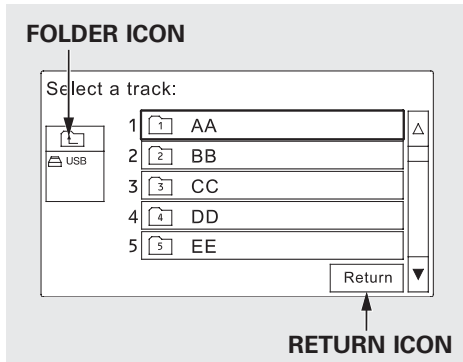 FOLDER ICON
Select a track:
1 1 AA
USB
2 2 BB
3 3 CC
4 4 DD
5 5 EE
Return
RETURN ICON